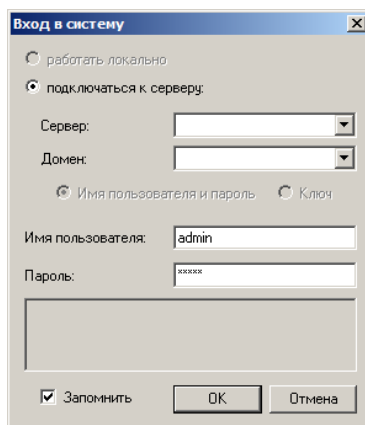 Вход в систему
работать локально
подключаться к серверу:
Сервер:
Домен:
Имя пользователя и пароль Ключ
Имя пользователя: admin
Пароль: *****
Запомнить OK Отмена